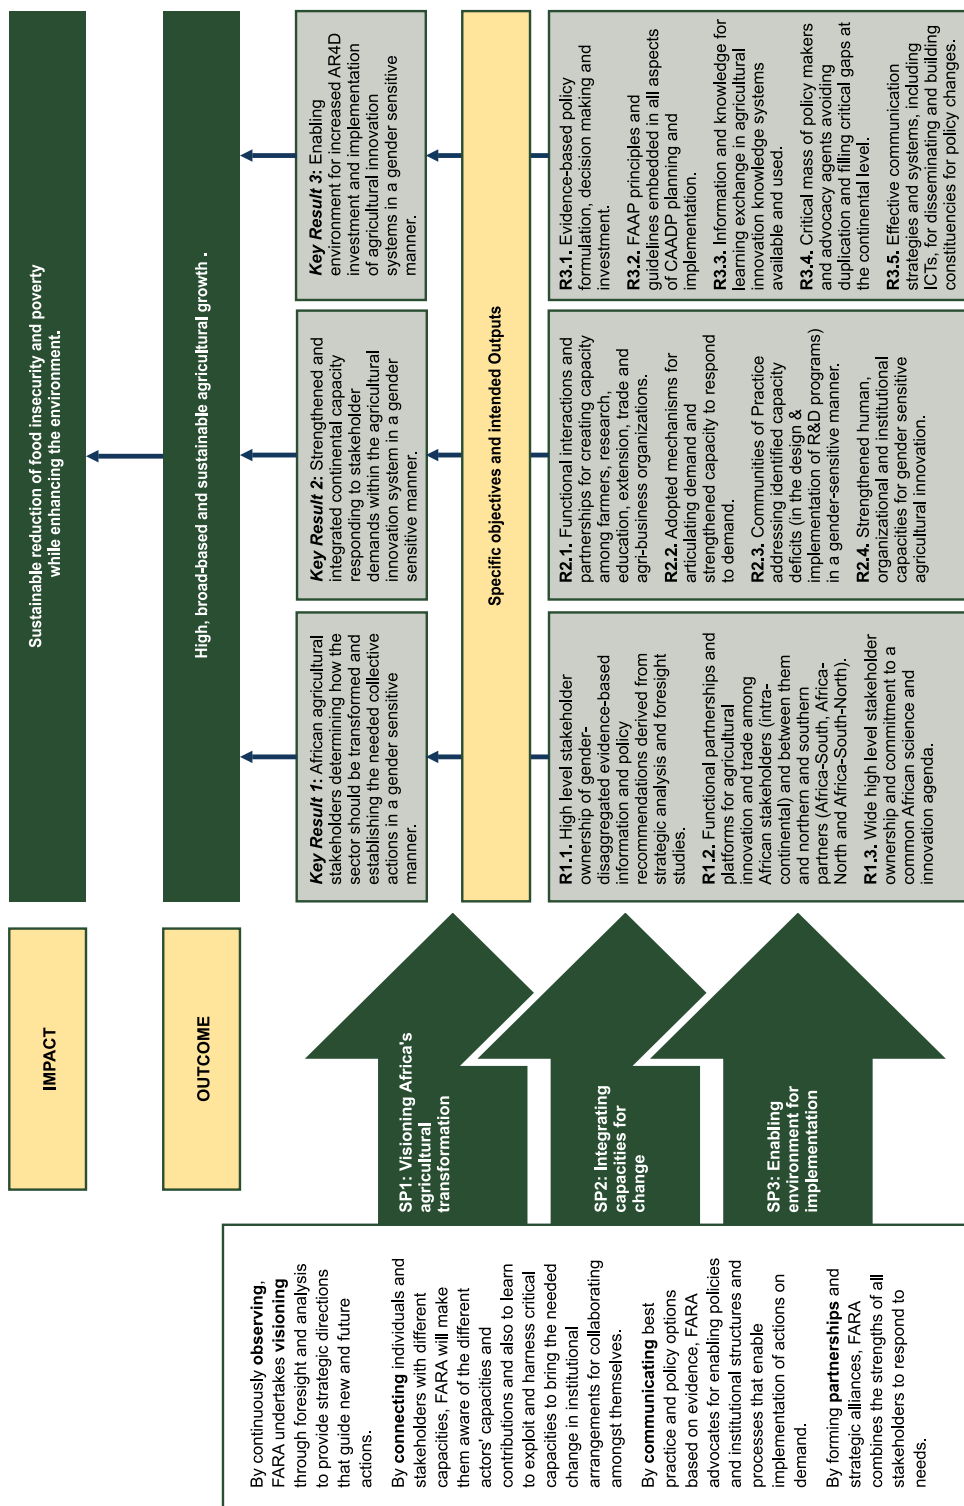 IMPACT
Sustainable reduction of food insecurity and poverty
while enhancing the environment.
OUTCOME
High, broad-based and sustainable agricultural growth .
Key Result 1: African agricultural
stakeholders determining how the
sector should be transformed and
establishing the needed collective
actions in a gender sensitive
manner.
Key Result 2: Strengthened and
integrated continental capacity
responding to stakeholder
demands within the agricultural
innovation system in a gender
sensitive manner.
Key Result 3: Enabling
environment for increased AR4D
investment and implementation
of agricultural innovation
systems in a gender sensitive
manner.
Specific objectives and intended Outputs
R1.1. High level stakeholder
ownership of gender-
disaggregated evidence-based
information and policy
recommendations derived from
strategic analysis and foresight
studies.
R1.2. Functional partnerships and
platforms for agricultural
innovation and trade among
African stakeholders (intra-
continental) and between them
and northern and southern
partners (Africa-South, Africa-
North and Africa-South-North).
R1.3. Wide high level stakeholder
ownership and commitment to a
common African science and
innovation agenda.
R2.1. Functional interactions and
partnerships for creating capacity
among farmers, research,
education, extension, trade and
agri-business organizations.
R2.2. Adopted mechanisms for
articulating demand and
strengthened capacity to respond
to demand.
R2.3. Communities of Practice
addressing identified capacity
deficits (in the design &
implementation of R&D programs)
in a gender-sensitive manner.
R2.4. Strengthened human,
organizational and institutional
capacities for gender sensitive
agricultural innovation.
R3.1. Evidence-based policy
formulation, decision making and
investment.
R3.2. FAAP principles and
guidelines embedded in all aspects
of CAADP planning and
implementation.
R3.3. Information and knowledge for
learning exchange in agricultural
innovation knowledge systems
available and used.
R3.4. Critical mass of policy makers
and advocacy agents avoiding
duplication and filling critical gaps at
the continental level.
R3.5. Effective communication
strategies and systems, including
ICTs, for disseminating and building
constituencies for policy changes.
SP1: Visioning Africa's
agricultural
transformation
SP2: Integrating
capacities for
change
SP3: Enabling
environment for
implementation
By continuously observing,
FARA undertakes visioning
through foresight and analysis
to provide strategic directions
that guide new and future
actions.
By connecting individuals and
stakeholders with different
capacities, FARA will make
them aware of the different
actors' capacities and
contributions and also to learn
to exploit and harness critical
capacities to bring the needed
change in institutional
arrangements for collaborating
amongst themselves.
By communicating best
practice and policy options
based on evidence, FARA
advocates for enabling policies
and institutional structures and
processes that enable
implementation of actions on
demand.
By forming partnerships and
strategic alliances, FARA
combines the strengths of all
stakeholders to respond to
needs.